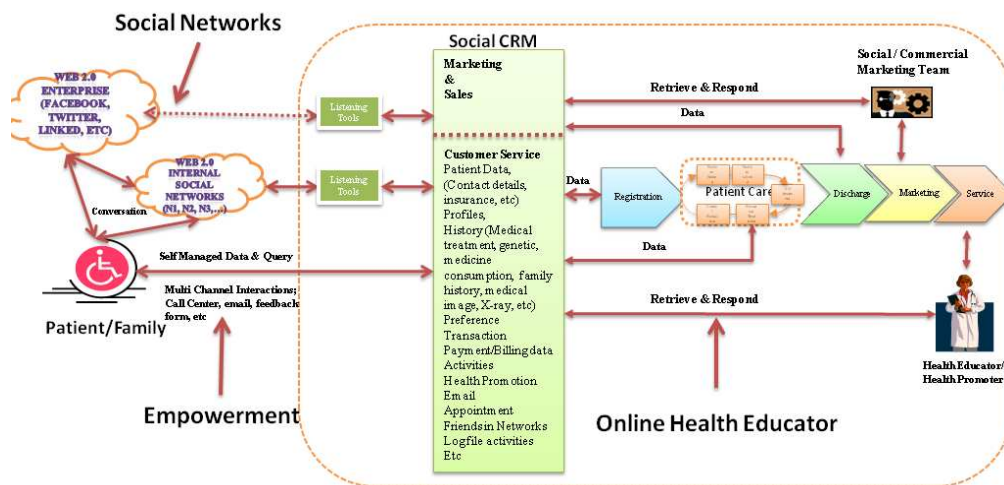 Social Networks
WEB 2.0
ENTERPRISE
(FACEBOOK,
TWITTER,
LINKED, ETC)
WEB 2.0
INTERNAL
SOCIAL
NETWORKS
(N1, N2, N3,...)
Conversation
Patient/Family
Self Managed Data & Query
Multi Channel Interactions;
Call Center, email, feedback
form, etc
Empowerment
Listening
Tools
Listening
Tools
Social CRM
Marketing
&
Sales
Customer Service
Patient Data,
(Contact details,
insurance, etc)
Profiles,
History (Medical
treatment, genetic,
medicine
consumption, family
history, medical
image, X-ray, etc)
Preference
Transaction
Payment/Billing data
Activities
Health Promotion
Email
Appointment
Friends in Networks
Logfile activities
Etc
Retrieve & Respond
Data
Social / Commercial
Marketing Team
Data
Registration
Patient Care
Discharge
Marketing
Service
Data
Retrieve & Respond
Online Health Educator
Health Educator/
Health Promoter